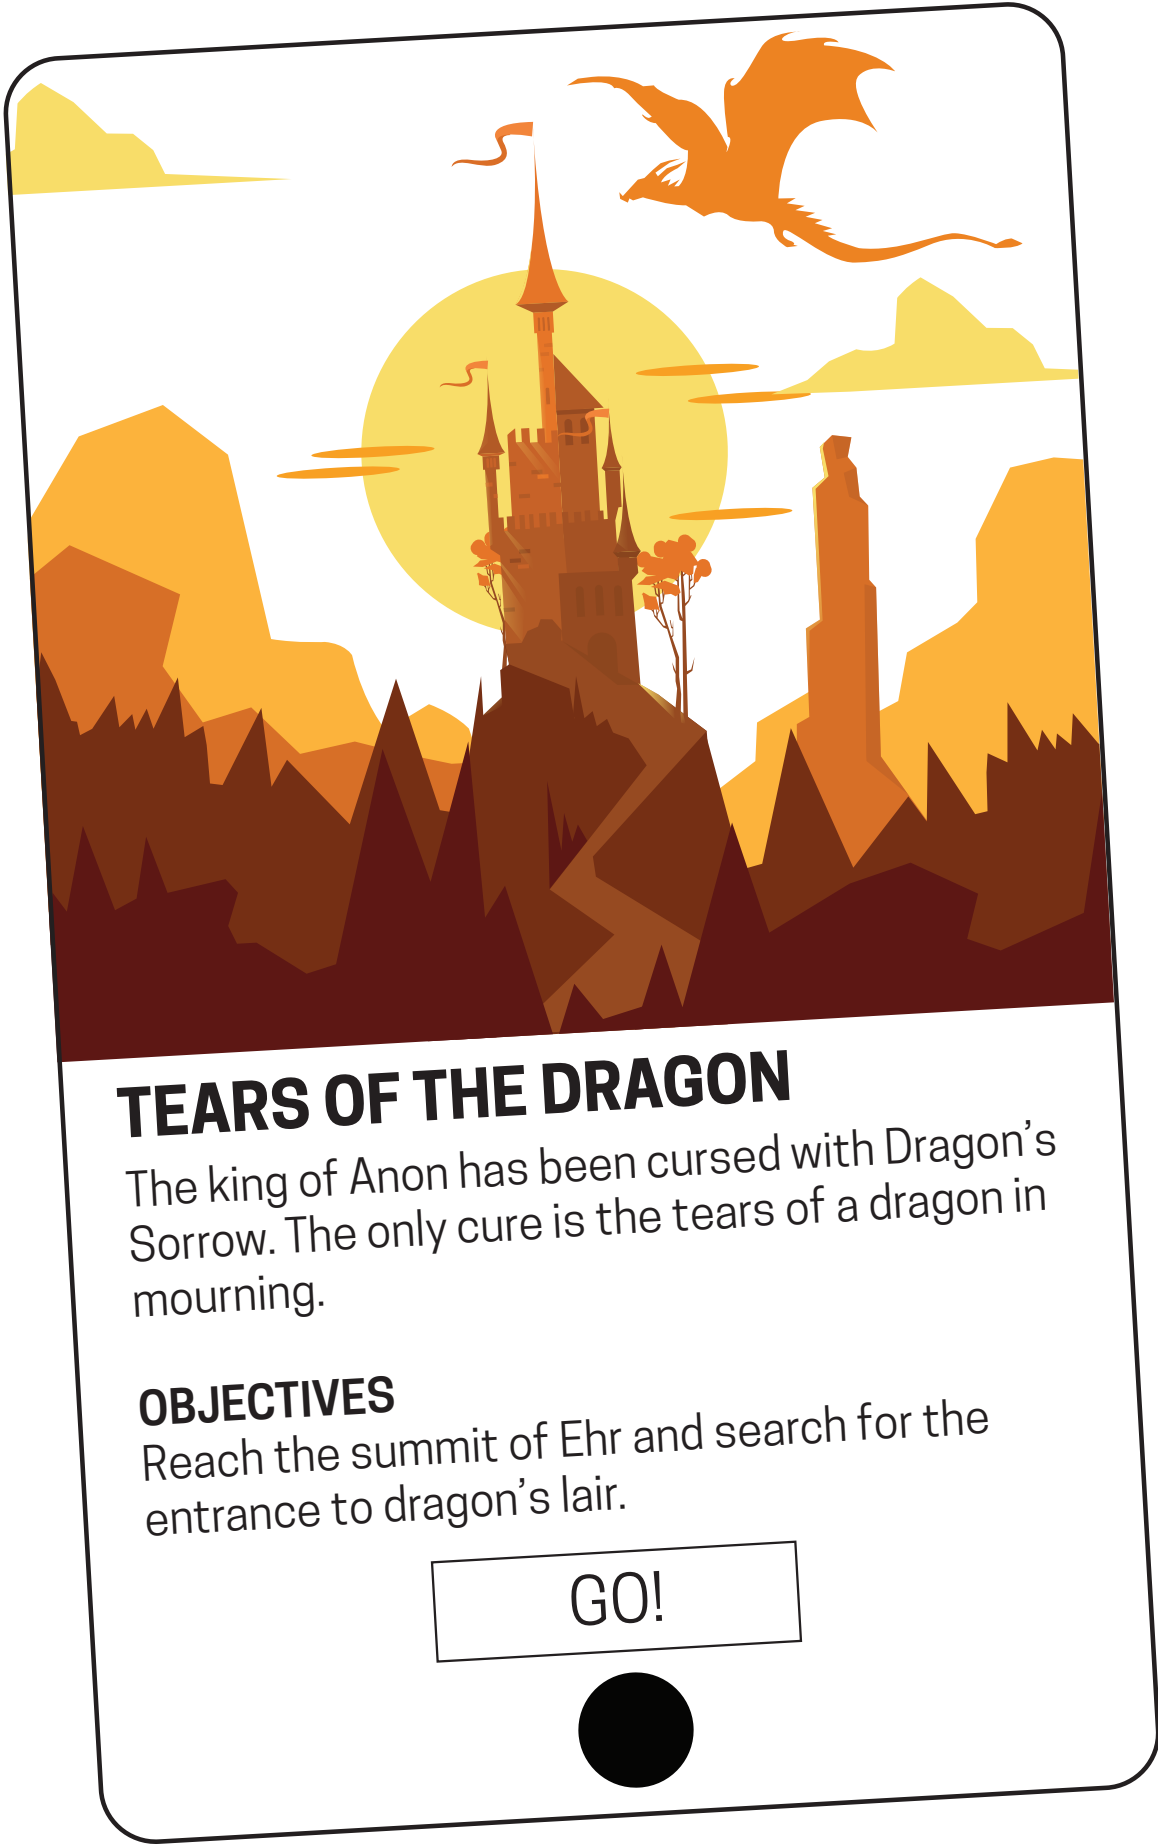 TEARS OF THE DRAGON
The king of Anon has been cursed with Dragon’s
Sorrow. The only cure is the tears of a dragon in
mourning.
OBJECTIVES
Reach the summit of Ehr and search for the
entrance to dragon’s lair.
GO!